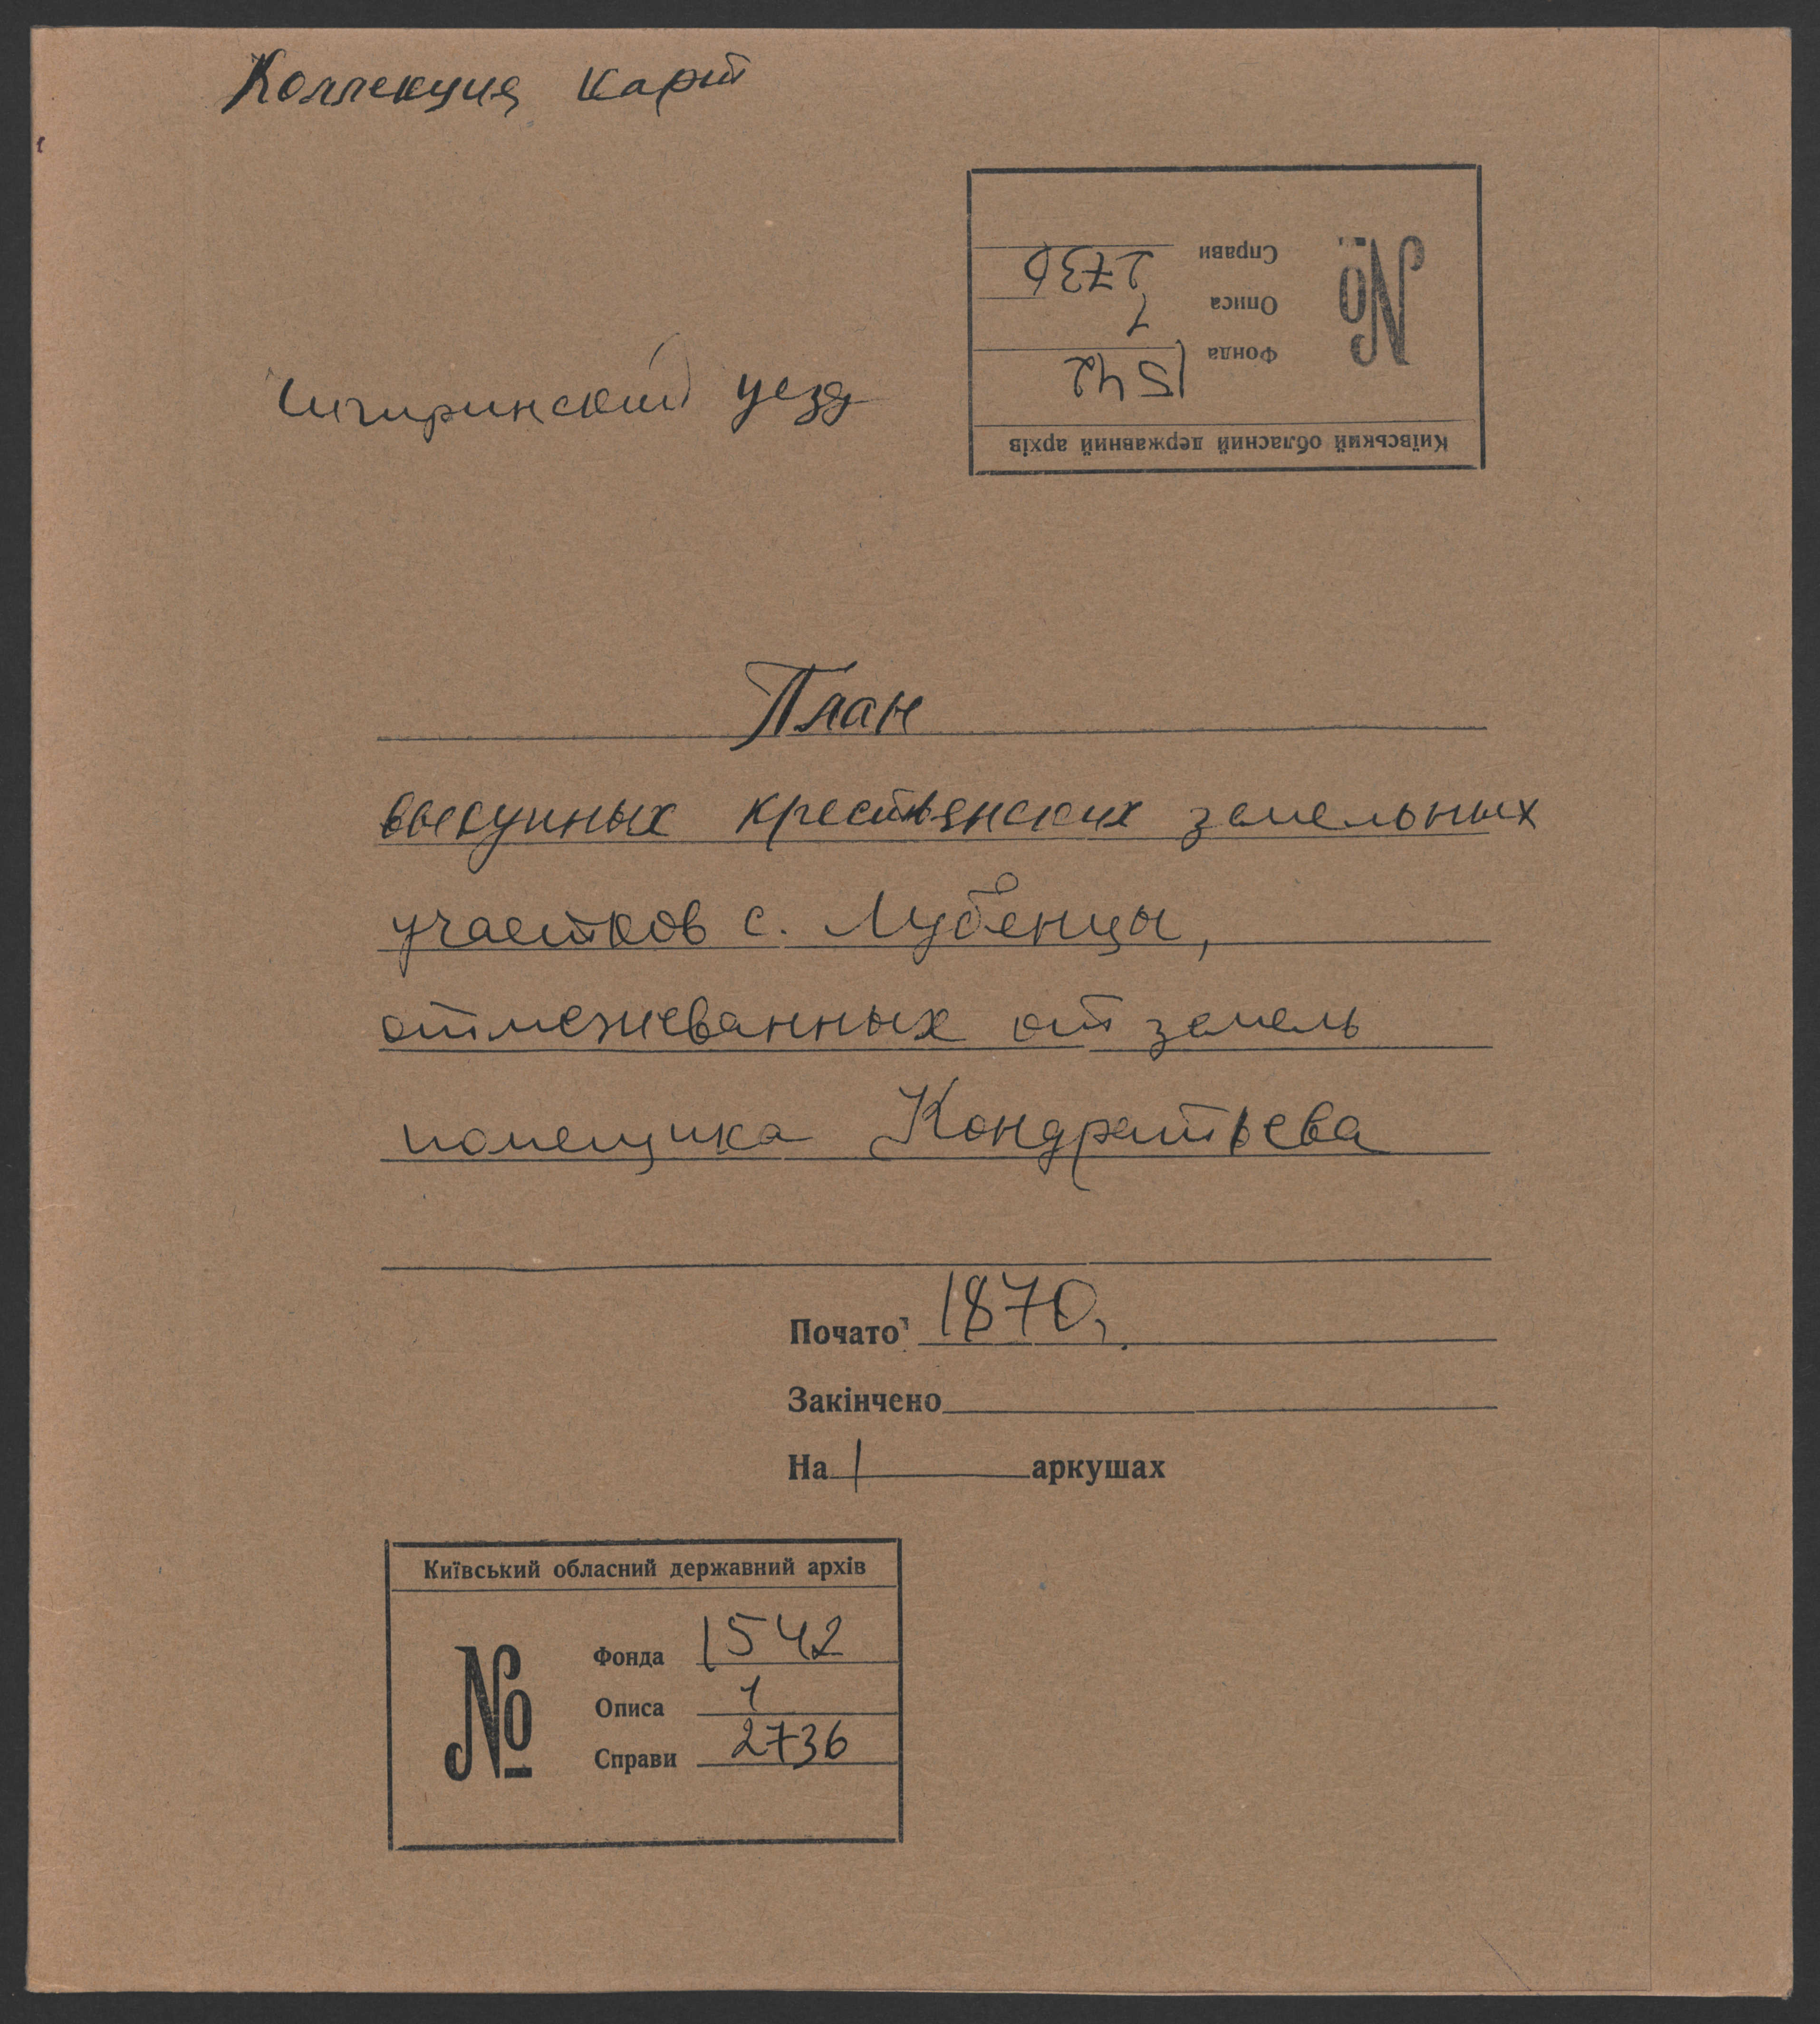 Коллекция карт
Київський обласний державний архів
№
Фонда 1542
Описа 1
Справи 2736
Чигиринский уезд
План
выкупных крестьянских земельных
участков с. Лубенцы,
отмежеванных от земель
помещика Кондратьева
Почато 1870,
Закінчено
На 1 аркушах
Київський обласний державний архів
№
Фонда 1542
Описа 1
Справи 2736